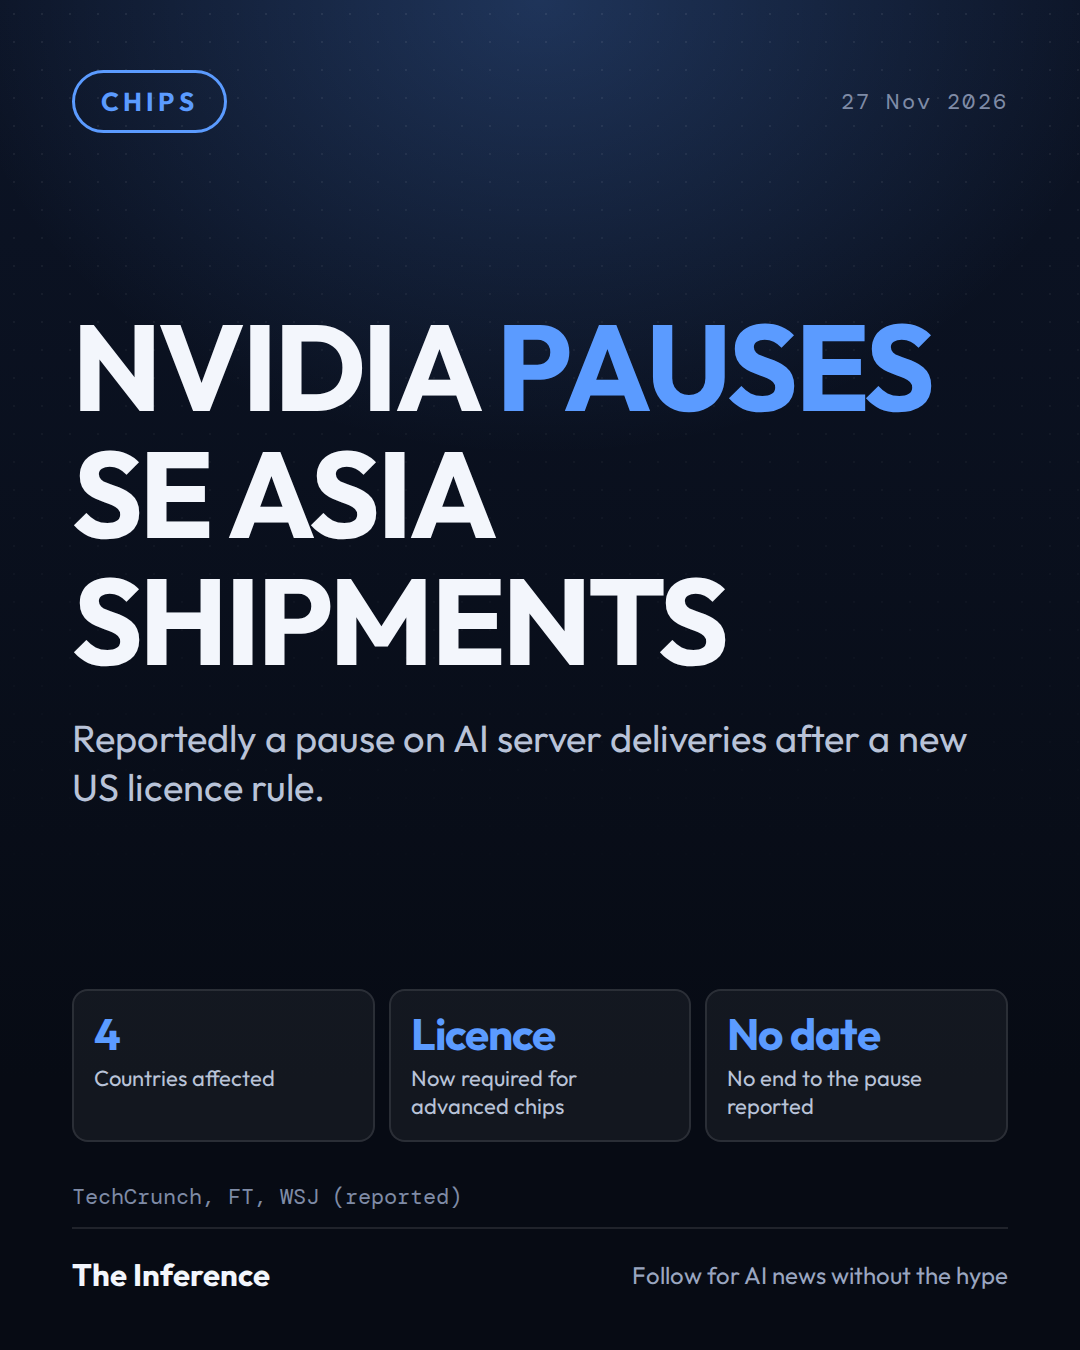 CHIPS
27 Nov 2026
NVIDIA PAUSES
SE ASIA
SHIPMENTS
Reportedly a pause on AI server deliveries after a new
US licence rule.
4
Countries affected
Licence
Now required for
advanced chips
No date
No end to the pause
reported
TechCrunch, FT, WSJ (reported)
The Inference
Follow for AI news without the hype